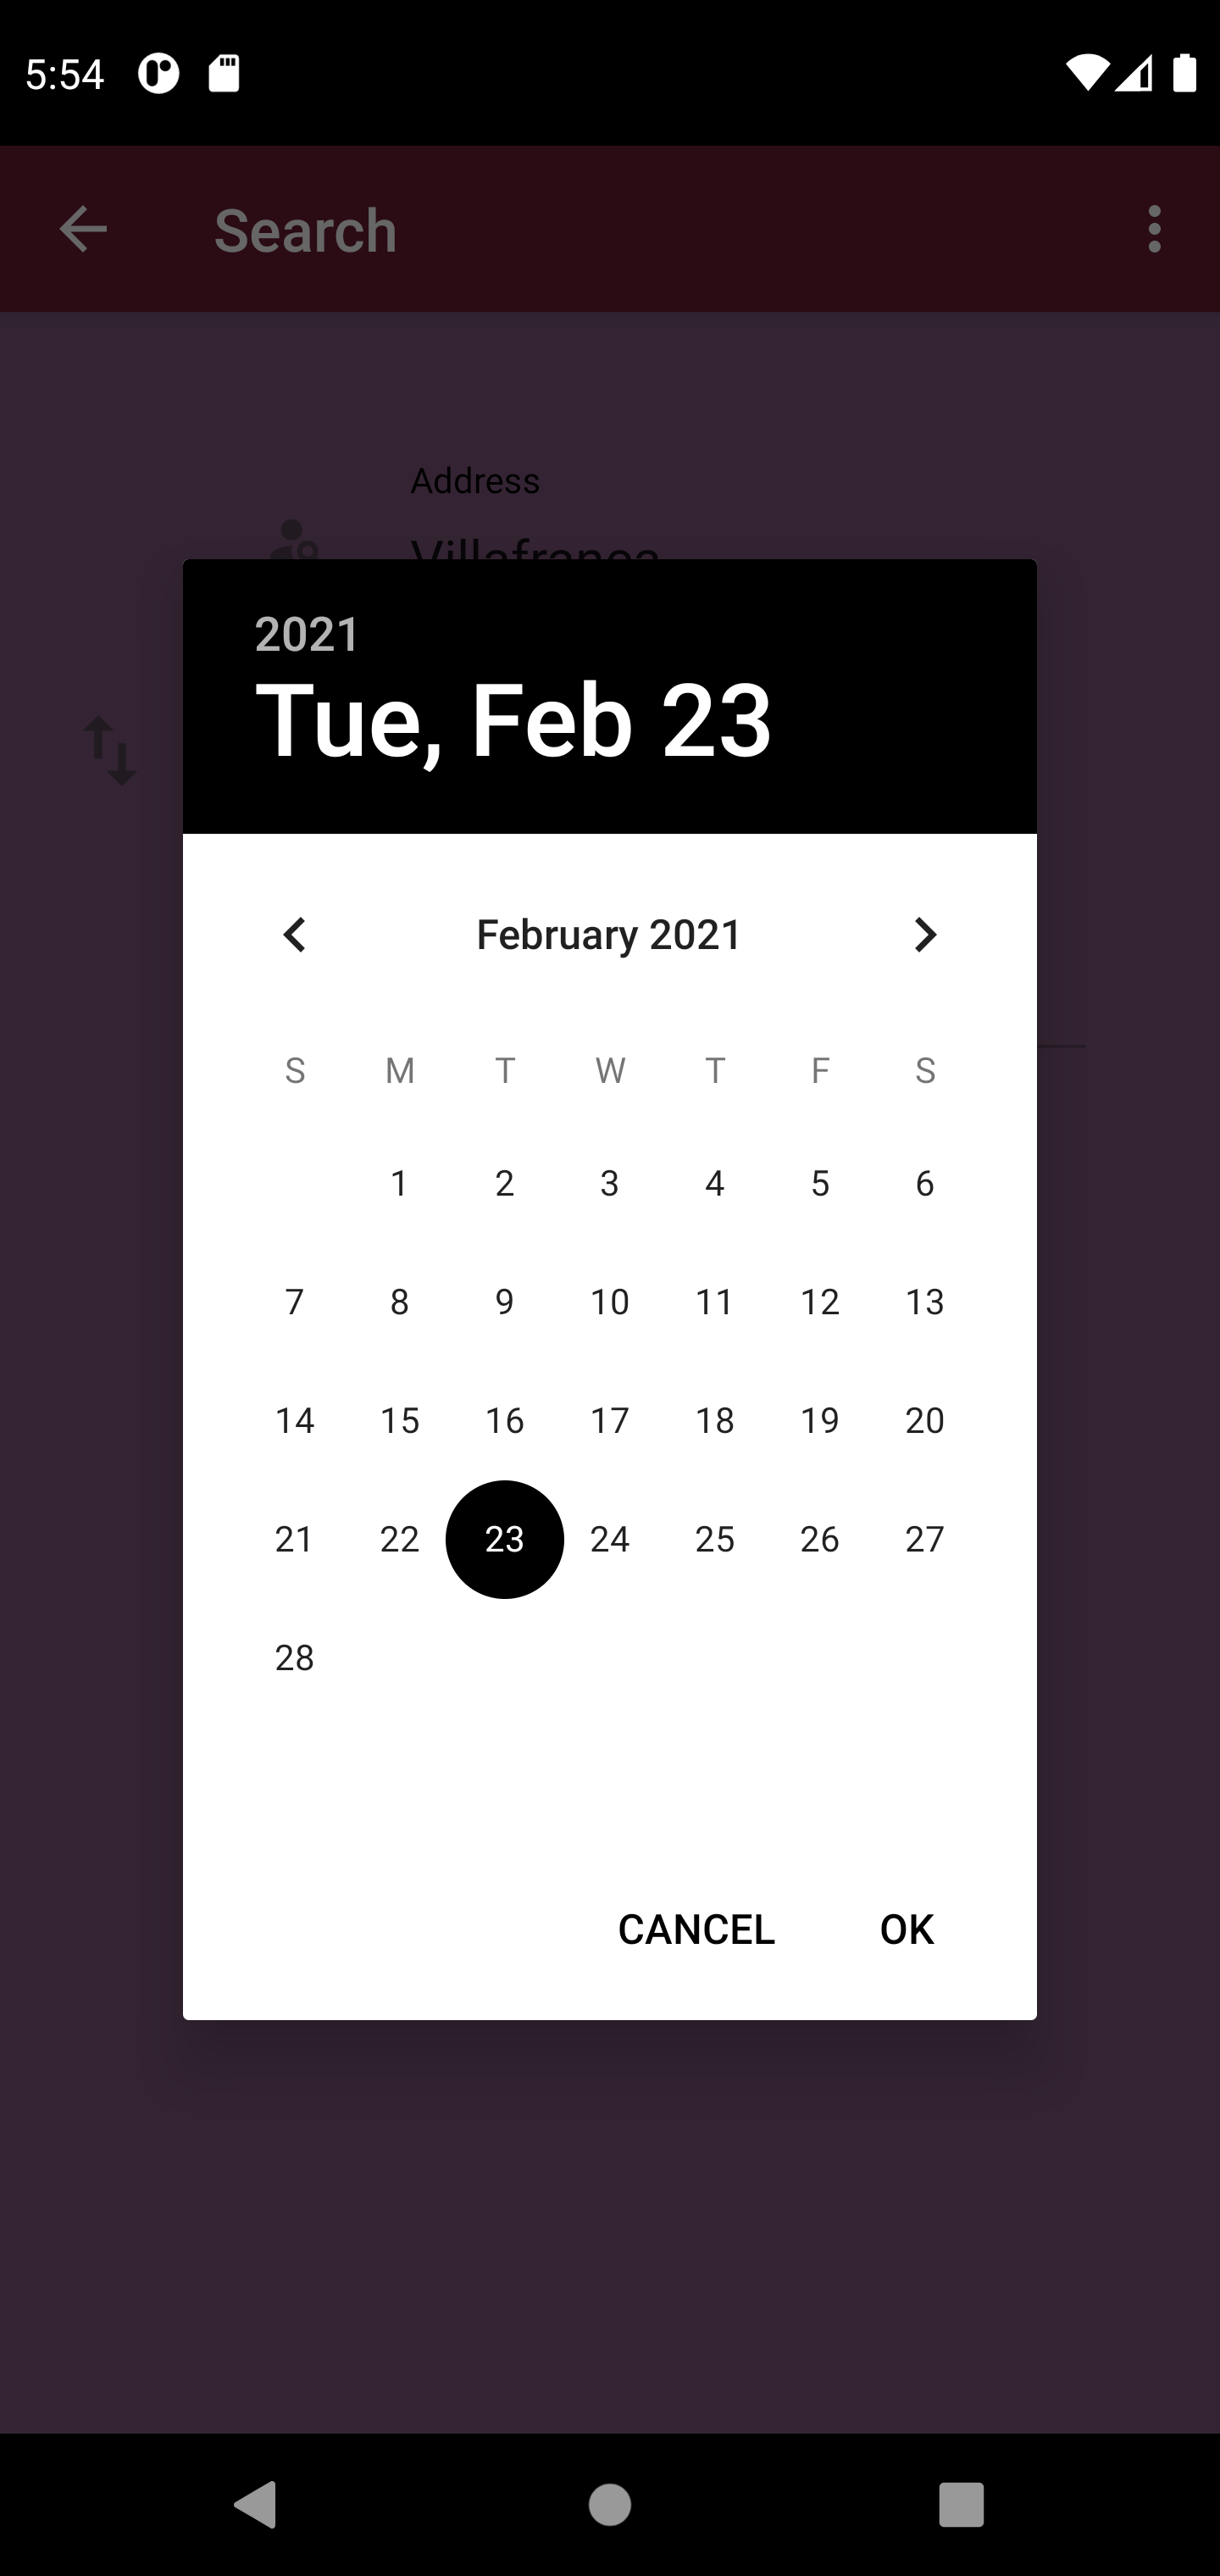 5:54
Search
Address
Villafranca
2021
Tue, Feb 23
February 2021
S M T W T F S
1 2 3 4 5 6
7 8 9 10 11 12 13
14 15 16 17 18 19 20
21 22 23 24 25 26 27
28
CANCEL OK